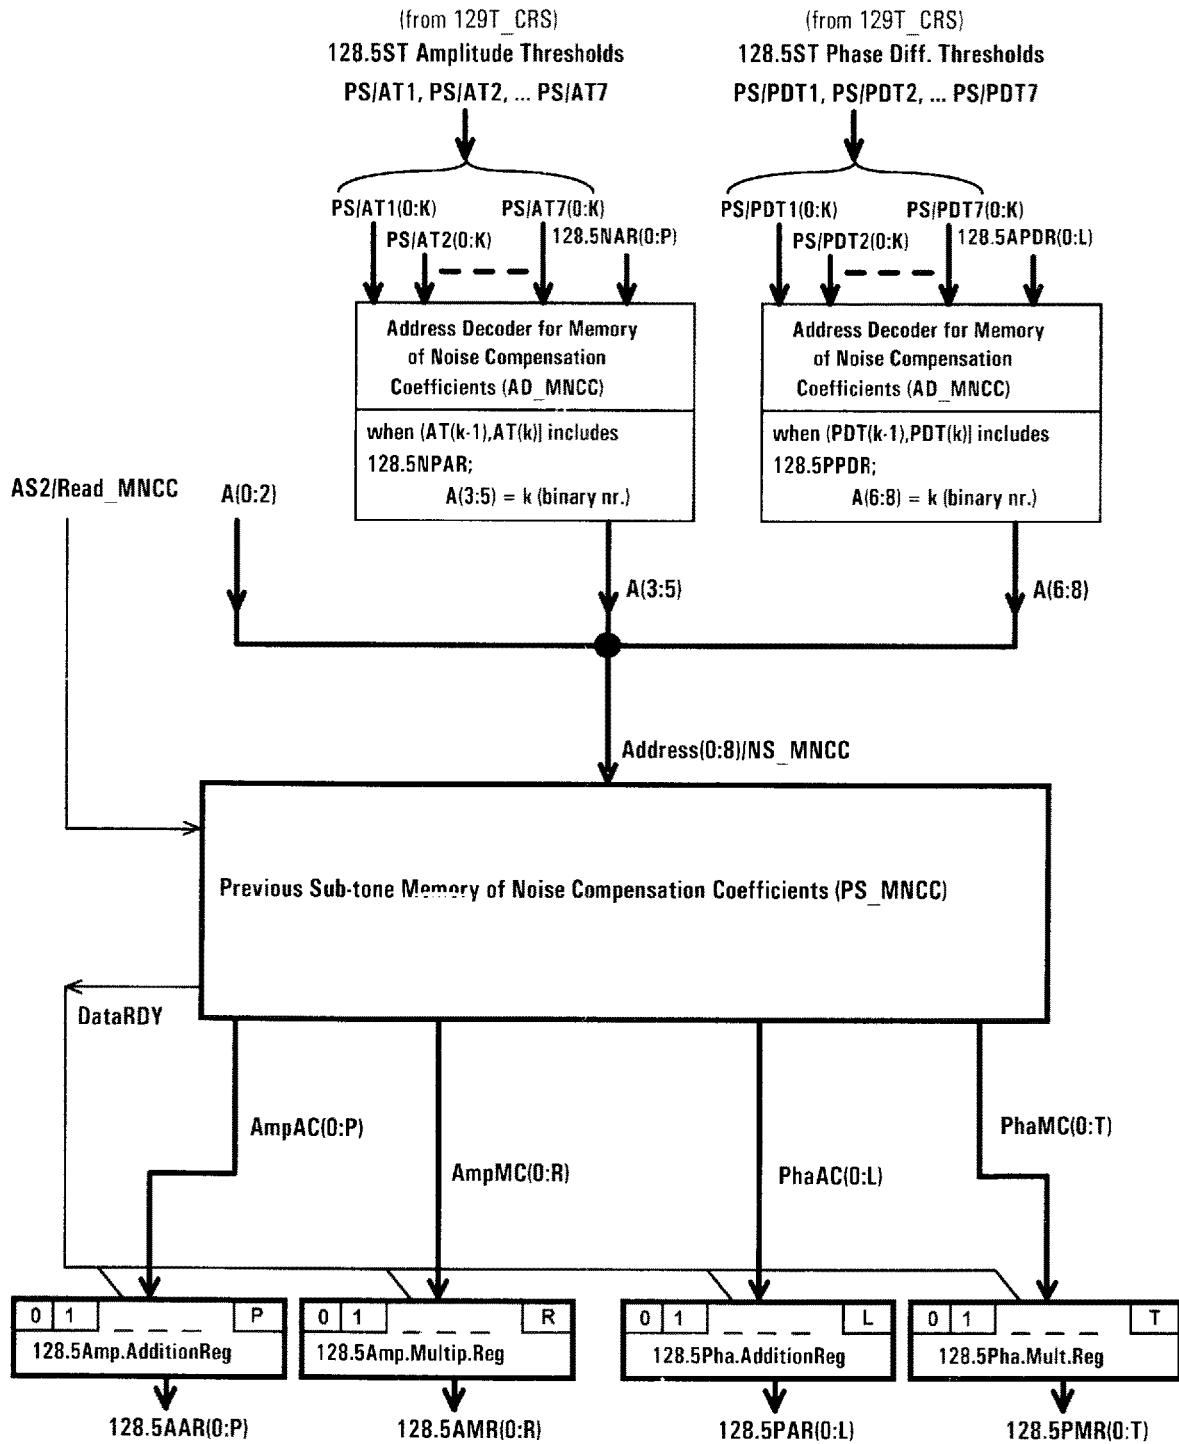 (from 129T_CRS)
128.5ST Amplitude Thresholds
PS/AT1, PS/AT2, ... PS/AT7
(from 129T_CRS)
128.5ST Phase Diff. Thresholds
PS/PDT1, PS/PDT2, ... PS/PDT7
PS/AT1(0:K)
PS/AT7(0:K)
PS/AT2(0:K)
128.5NAR(0:P)
PS/PDT1(0:K)
PS/PDT7(0:K)
PS/PDT2(0:K)
128.5APDR(0:L)
Address Decoder for Memory
of Noise Compensation
Coefficients (AD_MNCC)
when (AT(k-1),AT(k)] includes
128.5NPAR;
A(3:5) = k (binary nr.)
Address Decoder for Memory
of Noise Compensation
Coefficients (AD_MNCC)
when (PDT(k-1),PDT(k)] includes
128.5PPDR;
A(6:8) = k (binary nr.)
AS2/Read_MNCC
A(0:2)
A(3:5)
A(6:8)
Address(0:8)/NS_MNCC
Previous Sub-tone Memory of Noise Compensation Coefficients (PS_MNCC)
DataRDY
AmpAC(0:P)
AmpMC(0:R)
PhaAC(0:L)
PhaMC(0:T)
0 1 P
128.5Amp.AdditionReg
0 1 R
128.5Amp.Multip.Reg
0 1 L
128.5Pha.AdditionReg
0 1 T
128.5Pha.Mult.Reg
128.5AAR(0:P)
128.5AMR(0:R)
128.5PAR(0:L)
128.5PMR(0:T)